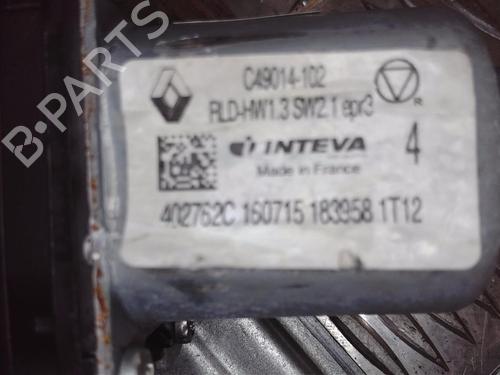 C49014-102
RLD-HW1.3 SW2.1 epr3
R
INTEVA 4
Made in France
402762C 160715 183958 1T12
B-PARTS